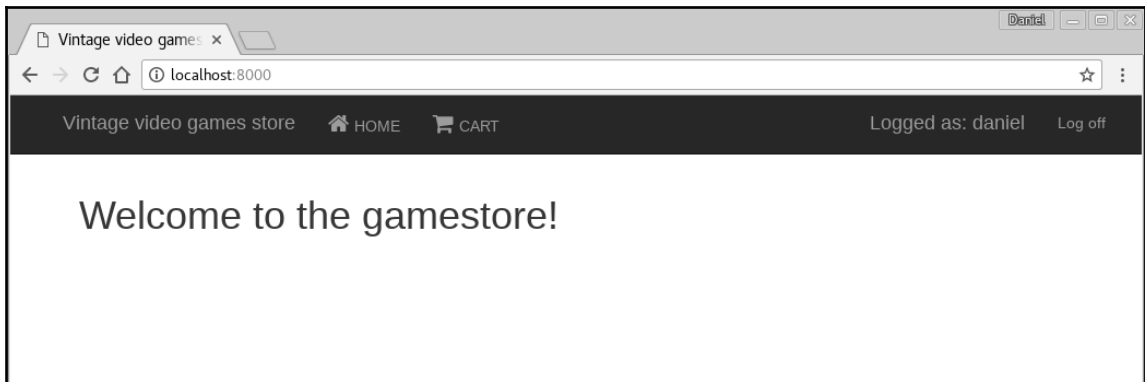 Daniel
Vintage video games
localhost:8000
Vintage video games store HOME CART Logged as: daniel Log off
Welcome to the gamestore!